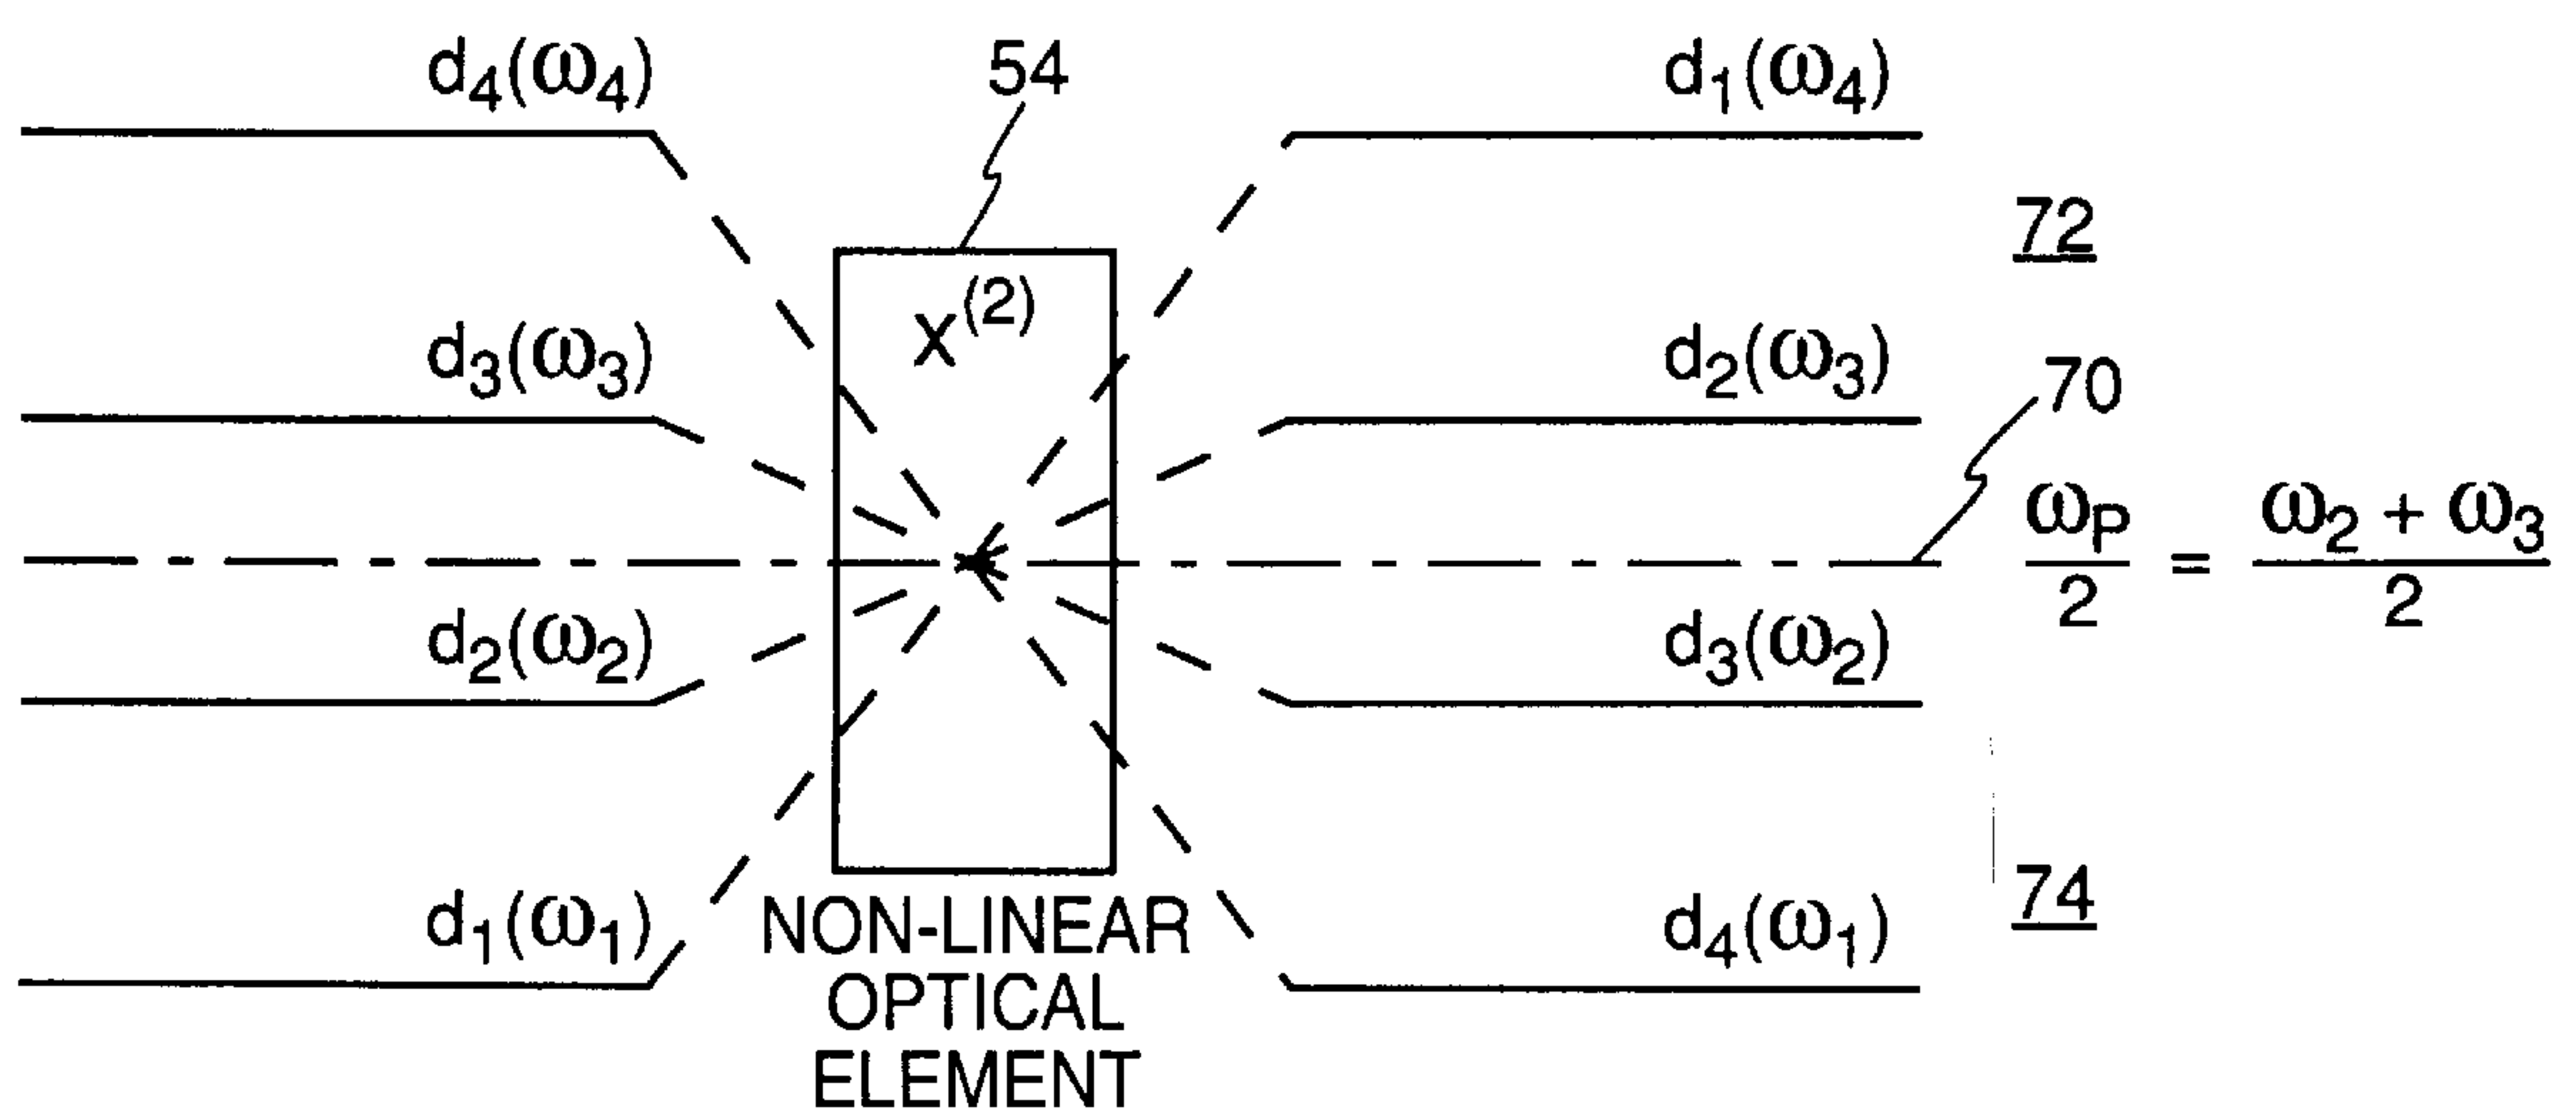 d₄(ω₄)
54
d₁(ω₄)
72
X⁽²⁾
d₃(ω₃)
d₂(ω₃)
70
ω_P/2 = (ω₂ + ω₃)/2
d₂(ω₂)
d₃(ω₂)
74
d₁(ω₁)
d₄(ω₁)
NON-LINEAR
OPTICAL
ELEMENT